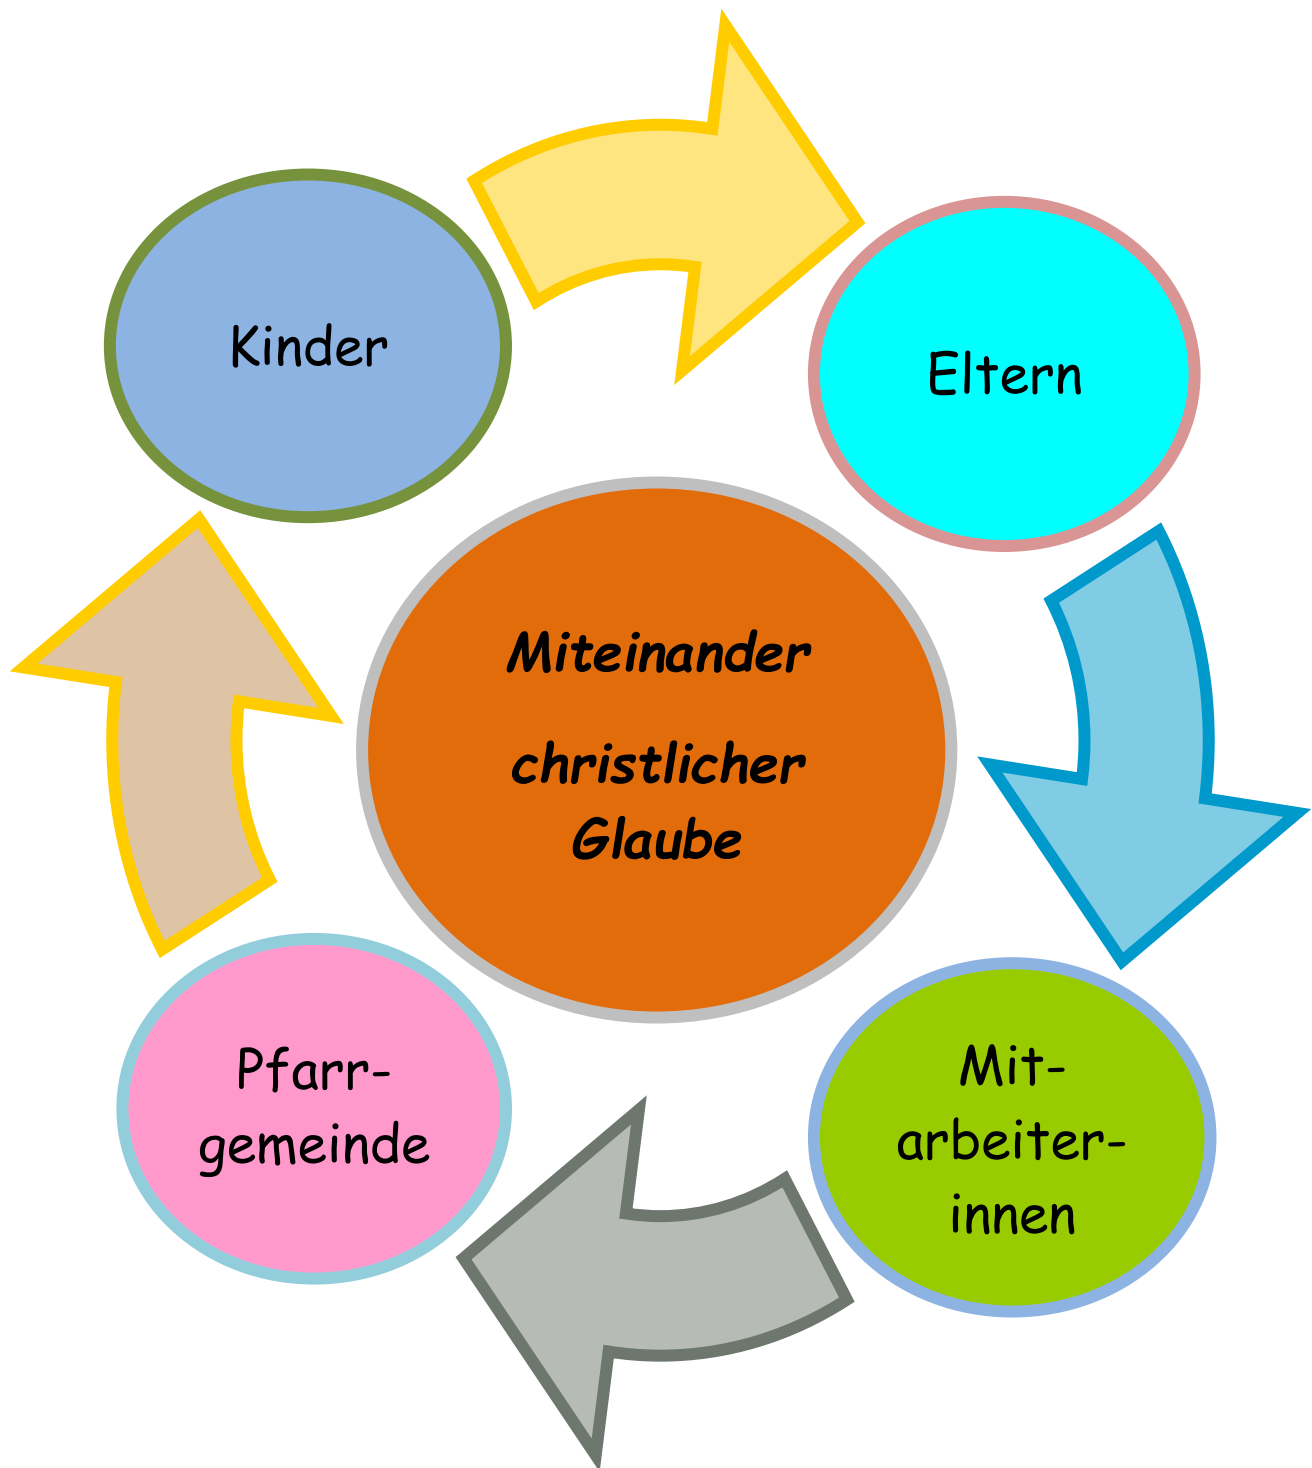 Kinder
Eltern
Miteinander
christlicher
Glaube
Pfarr-
gemeinde
Mit-
arbeiter-
innen